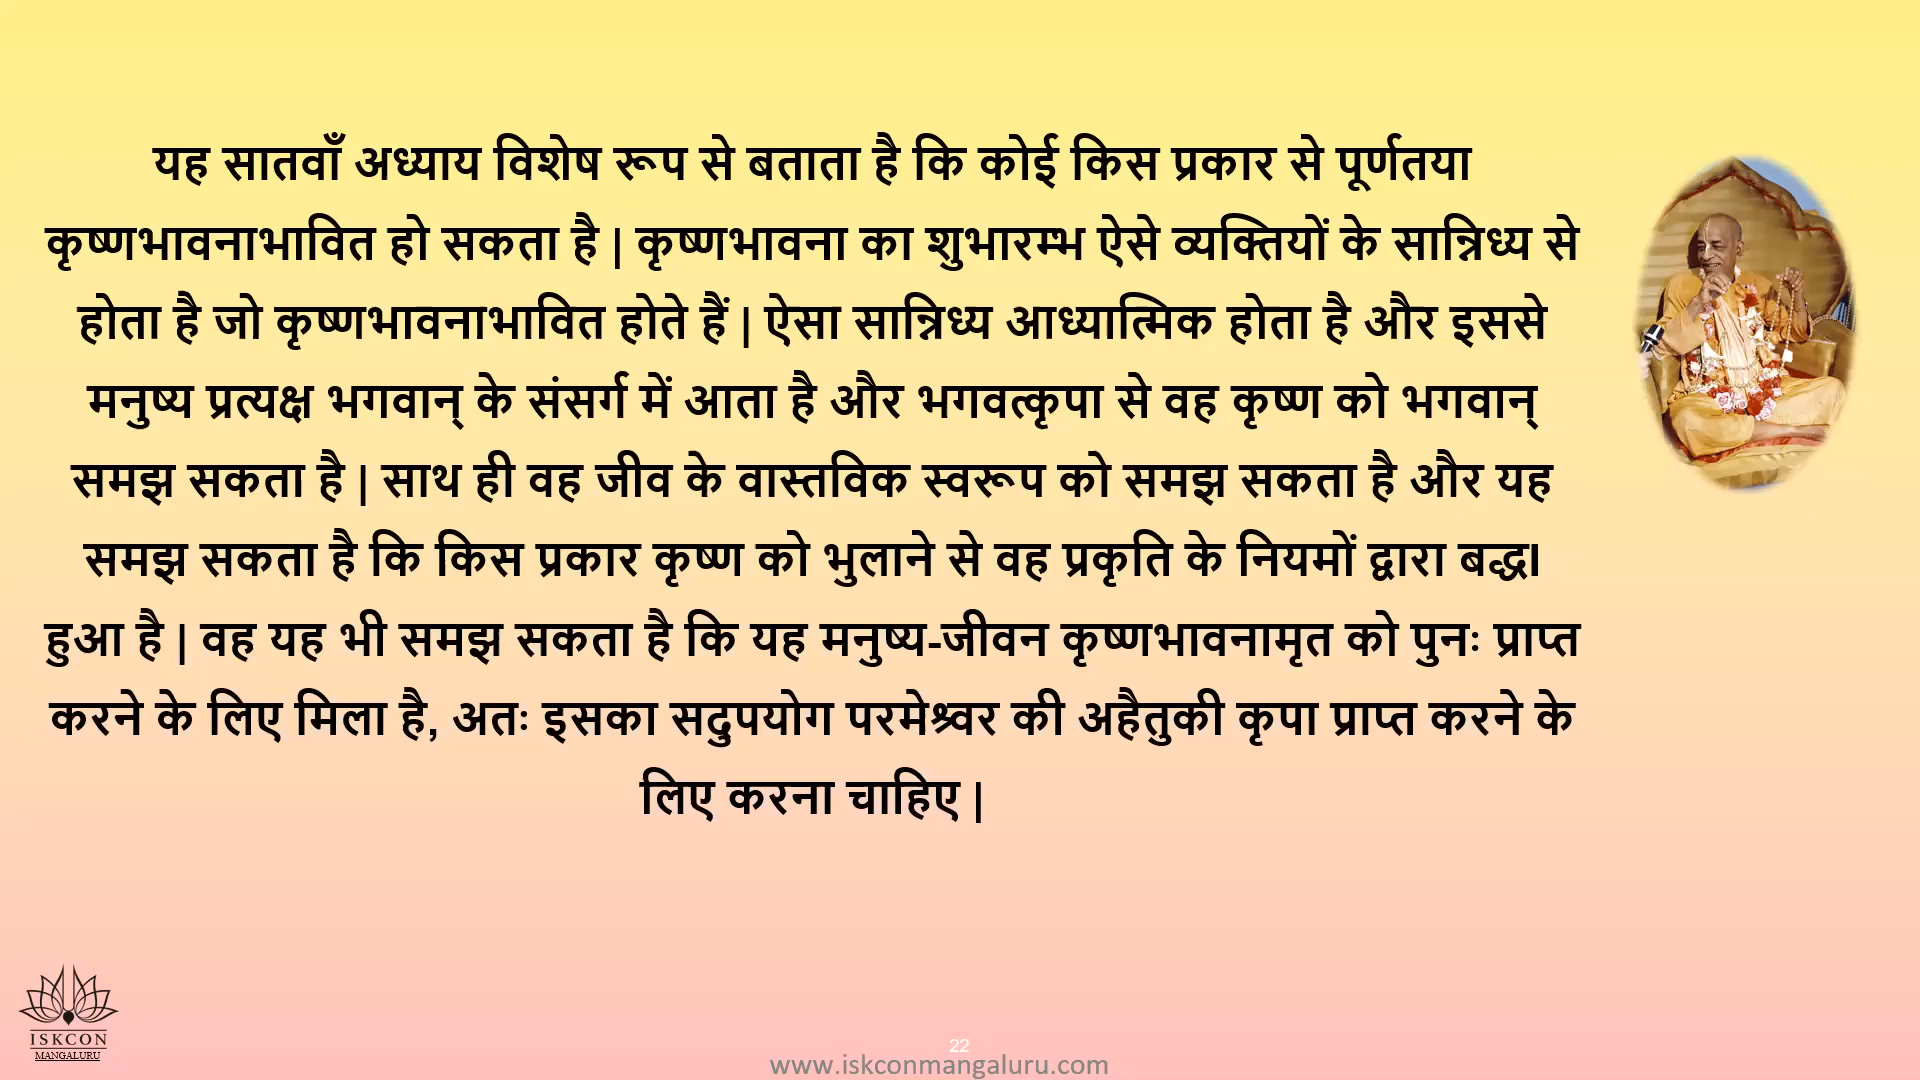 यह सातवाँ अध्याय विशेष रूप से बताता है कि कोई किस प्रकार से पूर्णतया
कृष्णभावनाभावित हो सकता है | कृष्णभावना का शुभारम्भ ऐसे व्यक्तियों के सान्निध्य से
होता है जो कृष्णभावनाभावित होते हैं | ऐसा सान्निध्य आध्यात्मिक होता है और इससे
मनुष्य प्रत्यक्ष भगवान् के संसर्ग में आता है और भगवत्कृपा से वह कृष्ण को भगवान्
समझ सकता है | साथ ही वह जीव के वास्तविक स्वरूप को समझ सकता है और यह
समझ सकता है कि किस प्रकार कृष्ण को भुलाने से वह प्रकृति के नियमों द्वारा बद्धI
हुआ है | वह यह भी समझ सकता है कि यह मनुष्य-जीवन कृष्णभावनामृत को पुनः प्राप्त
करने के लिए मिला है, अतः इसका सदुपयोग परमेश्र्वर की अहैतुकी कृपा प्राप्त करने के
लिए करना चाहिए |
ISKCON
MANGALURU
22
www.iskconmangaluru.com